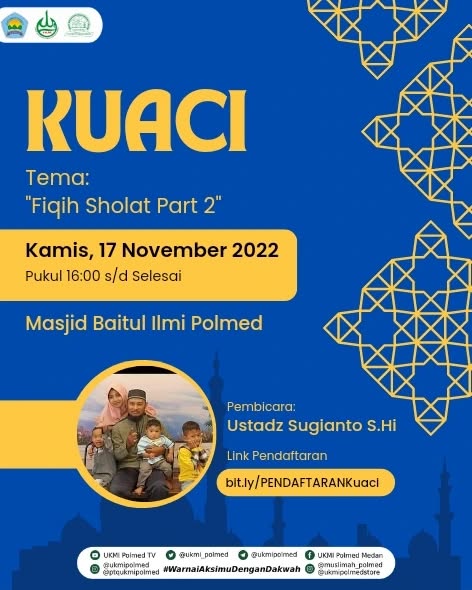 KUACI
Tema:
"Fiqih Sholat Part 2"
Kamis, 17 November 2022
Pukul 16:00 s/d Selesai
Masjid Baitul Ilmi Polmed
Pembicara:
Ustadz Sugianto S.Hi
Link Pendaftaran
bit.ly/PENDAFTARANKuaci
UKMI Polmed TV @ukmi_polmed @ukmipolmed UKMI Polmed Medan
@ukmipolmed
@ptqukmipolmed
#WarnaiAksimuDenganDakwah
@muslimah_polmed
@ukmipolmedstore